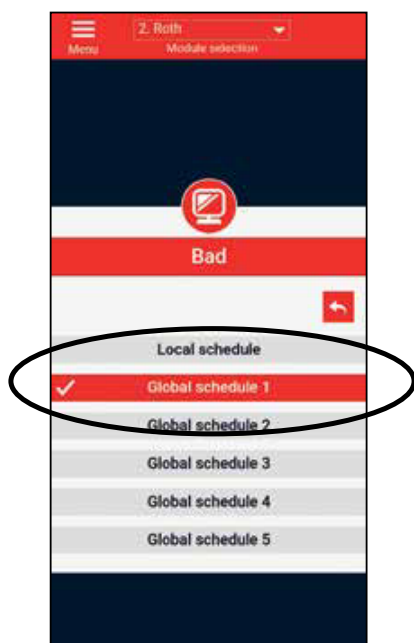 2. Roth
Menu
Module selection
Bad
Local schedule
Global schedule 1
Global schedule 2
Global schedule 3
Global schedule 4
Global schedule 5